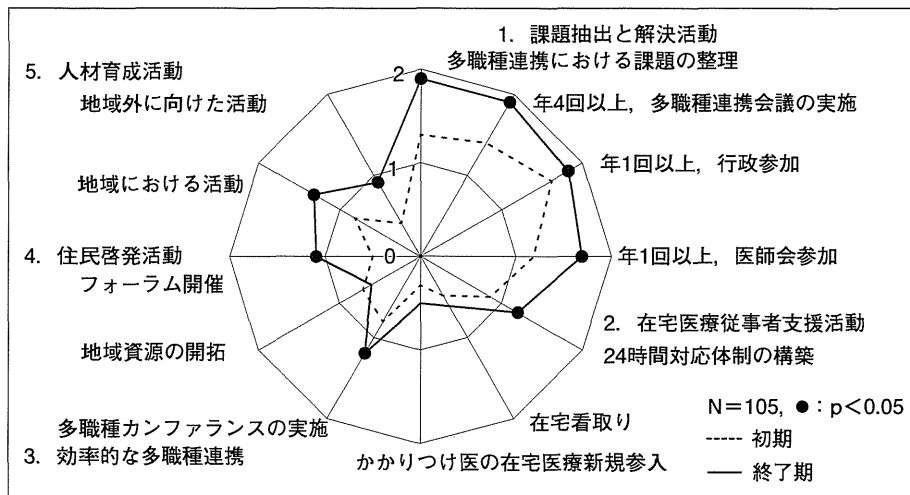 1. 課題抽出と解決活動
多職種連携における課題の整理
年4回以上，多職種連携会議の実施
年1回以上，行政参加
年1回以上，医師会参加
2. 在宅医療従事者支援活動
24時間対応体制の構築
在宅看取り
かかりつけ医の在宅医療新規参入
多職種カンファランスの実施
3. 効率的な多職種連携
地域資源の開拓
4. 住民啓発活動
フォーラム開催
地域における活動
5. 人材育成活動
地域外に向けた活動
2
1
0
N＝105, ●：p＜0.05
初期
終了期